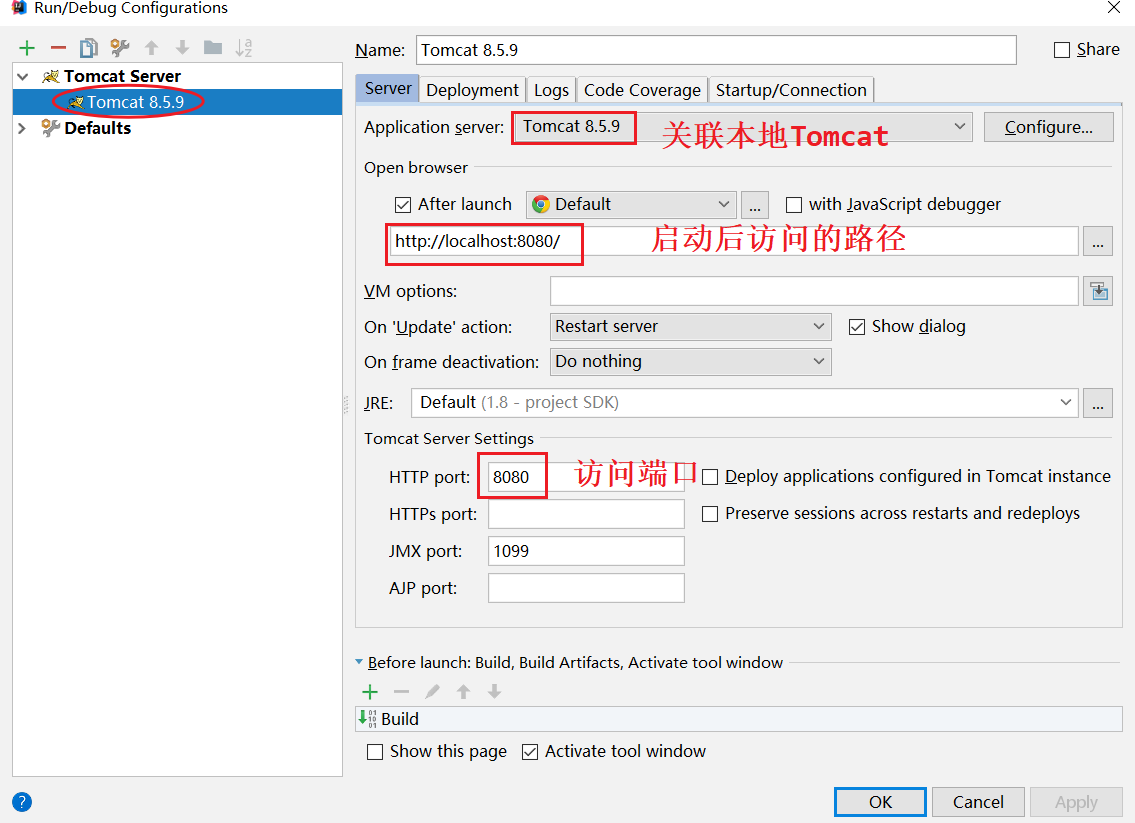 Run/Debug Configurations
Name: Tomcat 8.5.9 Share
Tomcat Server
Tomcat 8.5.9
Defaults
Server Deployment Logs Code Coverage Startup/Connection
Application server: Tomcat 8.5.9 关联本地Tomcat Configure...
Open browser
After launch Default ... with JavaScript debugger
http://localhost:8080/ 启动后访问的路径 ...
VM options:
On 'Update' action: Restart server Show dialog
On frame deactivation: Do nothing
JRE: Default (1.8 - project SDK) ...
Tomcat Server Settings
HTTP port: 8080 访问端口 Deploy applications configured in Tomcat instance
HTTPs port: Preserve sessions across restarts and redeploys
JMX port: 1099
AJP port:
Before launch: Build, Build Artifacts, Activate tool window
Build
Show this page Activate tool window
? OK Cancel Apply